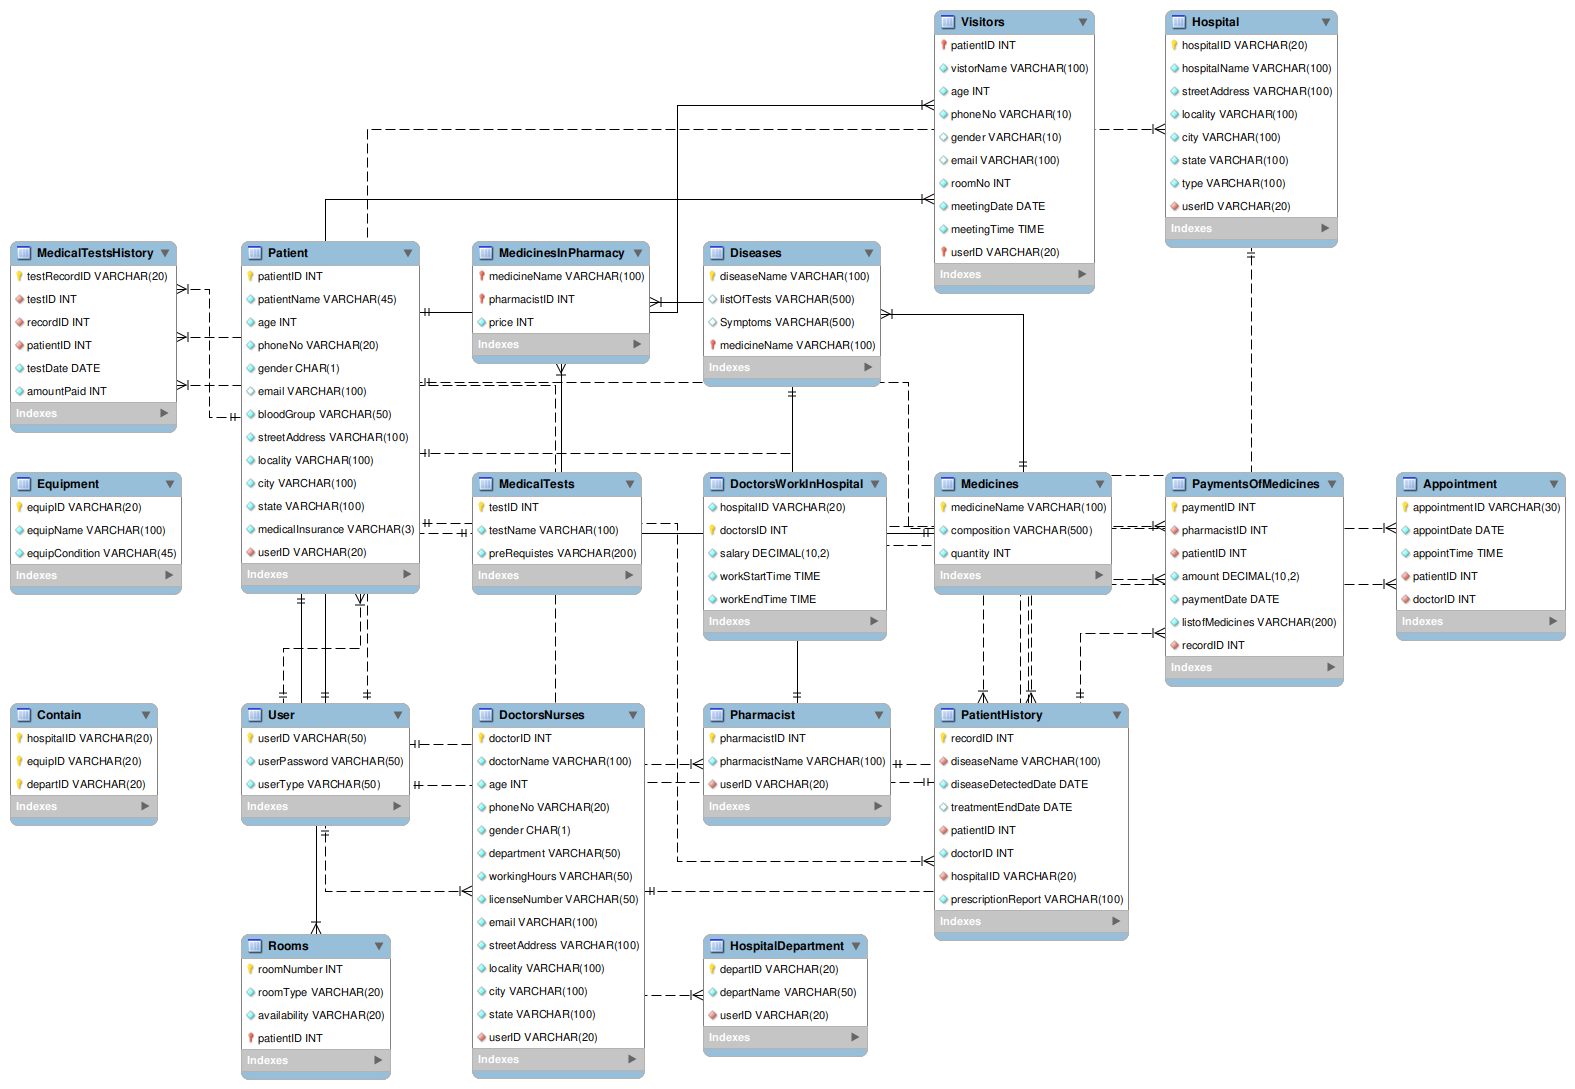 Visitors
patientID INT
vistorName VARCHAR(100)
age INT
phoneNo VARCHAR(10)
gender VARCHAR(10)
email VARCHAR(100)
roomNo INT
meetingDate DATE
meetingTime TIME
userID VARCHAR(20)
Indexes
Hospital
hospitalID VARCHAR(20)
hospitalName VARCHAR(100)
streetAddress VARCHAR(100)
locality VARCHAR(100)
city VARCHAR(100)
state VARCHAR(100)
type VARCHAR(100)
userID VARCHAR(20)
Indexes
MedicalTestsHistory
testRecordID VARCHAR(20)
testID INT
recordID INT
patientID INT
testDate DATE
amountPaid INT
Indexes
Patient
patientID INT
patientName VARCHAR(45)
age INT
phoneNo VARCHAR(20)
gender CHAR(1)
email VARCHAR(100)
bloodGroup VARCHAR(50)
streetAddress VARCHAR(100)
locality VARCHAR(100)
city VARCHAR(100)
state VARCHAR(100)
medicalInsurance VARCHAR(3)
userID VARCHAR(20)
Indexes
MedicinesInPharmacy
medicineName VARCHAR(100)
pharmacistID INT
price INT
Indexes
Diseases
diseaseName VARCHAR(100)
listOfTests VARCHAR(500)
Symptoms VARCHAR(500)
medicineName VARCHAR(100)
Indexes
Equipment
equipID VARCHAR(20)
equipName VARCHAR(100)
equipCondition VARCHAR(45)
Indexes
MedicalTests
testID INT
testName VARCHAR(100)
preRequistes VARCHAR(200)
Indexes
DoctorsWorkInHospital
hospitalID VARCHAR(20)
doctorsID INT
salary DECIMAL(10,2)
workStartTime TIME
workEndTime TIME
Indexes
Medicines
medicineName VARCHAR(100)
composition VARCHAR(500)
quantity INT
Indexes
PaymentsOfMedicines
paymentID INT
pharmacistID INT
patientID INT
amount DECIMAL(10,2)
paymentDate DATE
listofMedicines VARCHAR(200)
recordID INT
Indexes
Appointment
appointmentID VARCHAR(30)
appointDate DATE
appointTime TIME
patientID INT
doctorID INT
Indexes
Contain
hospitalID VARCHAR(20)
equipID VARCHAR(20)
departID VARCHAR(20)
Indexes
User
userID VARCHAR(50)
userPassword VARCHAR(50)
userType VARCHAR(50)
Indexes
DoctorsNurses
doctorID INT
doctorName VARCHAR(100)
age INT
phoneNo VARCHAR(20)
gender CHAR(1)
department VARCHAR(50)
workingHours VARCHAR(50)
licenseNumber VARCHAR(50)
email VARCHAR(100)
streetAddress VARCHAR(100)
locality VARCHAR(100)
city VARCHAR(100)
state VARCHAR(100)
userID VARCHAR(20)
Indexes
Pharmacist
pharmacistID INT
pharmacistName VARCHAR(100)
userID VARCHAR(20)
Indexes
PatientHistory
recordID INT
diseaseName VARCHAR(100)
diseaseDetectedDate DATE
treatmentEndDate DATE
patientID INT
doctorID INT
hospitalID VARCHAR(20)
prescriptionReport VARCHAR(100)
Indexes
Rooms
roomNumber INT
roomType VARCHAR(20)
availability VARCHAR(20)
patientID INT
Indexes
HospitalDepartment
departID VARCHAR(20)
departName VARCHAR(50)
userID VARCHAR(20)
Indexes